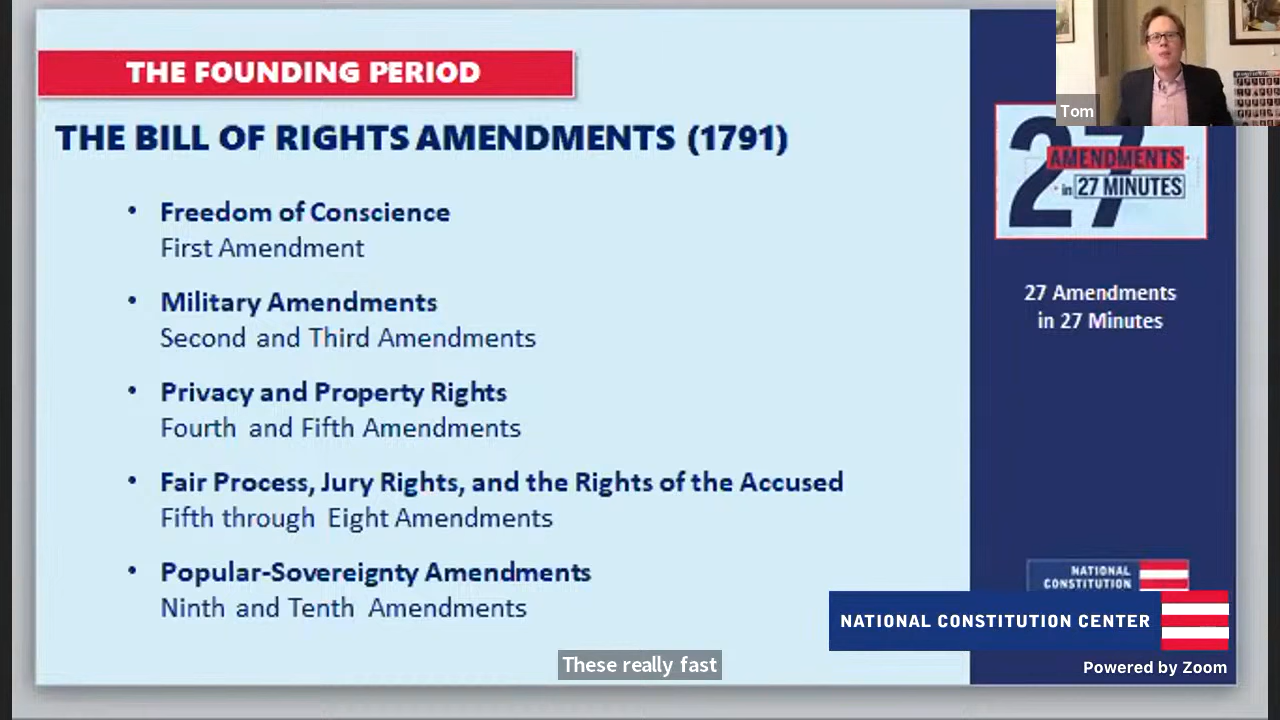 THE FOUNDING PERIOD
THE BILL OF RIGHTS AMENDMENTS (1791)
• Freedom of Conscience
First Amendment
• Military Amendments
Second and Third Amendments
• Privacy and Property Rights
Fourth and Fifth Amendments
• Fair Process, Jury Rights, and the Rights of the Accused
Fifth through Eight Amendments
• Popular-Sovereignty Amendments
Ninth and Tenth Amendments
These really fast
Tom
27
AMENDMENTS
in 27 MINUTES
27 Amendments
in 27 Minutes
NATIONAL
CONSTITUTION
NATIONAL CONSTITUTION CENTER
Powered by Zoom